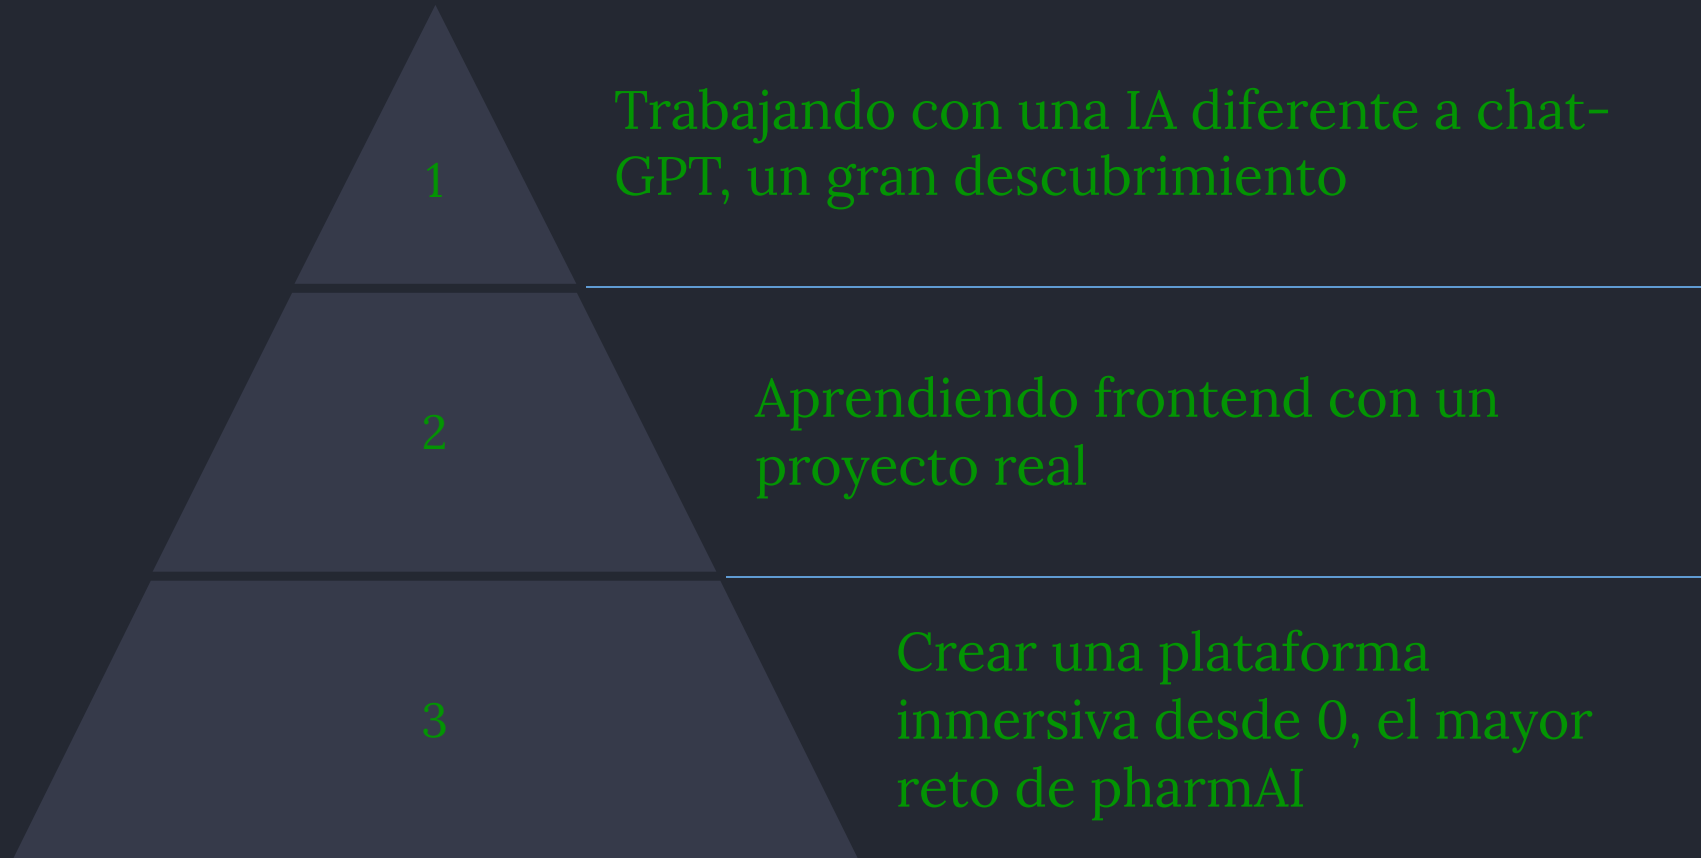 1
Trabajando con una IA diferente a chat-
GPT, un gran descubrimiento
2
Aprendiendo frontend con un
proyecto real
3
Crear una plataforma
inmersiva desde 0, el mayor
reto de pharmAI